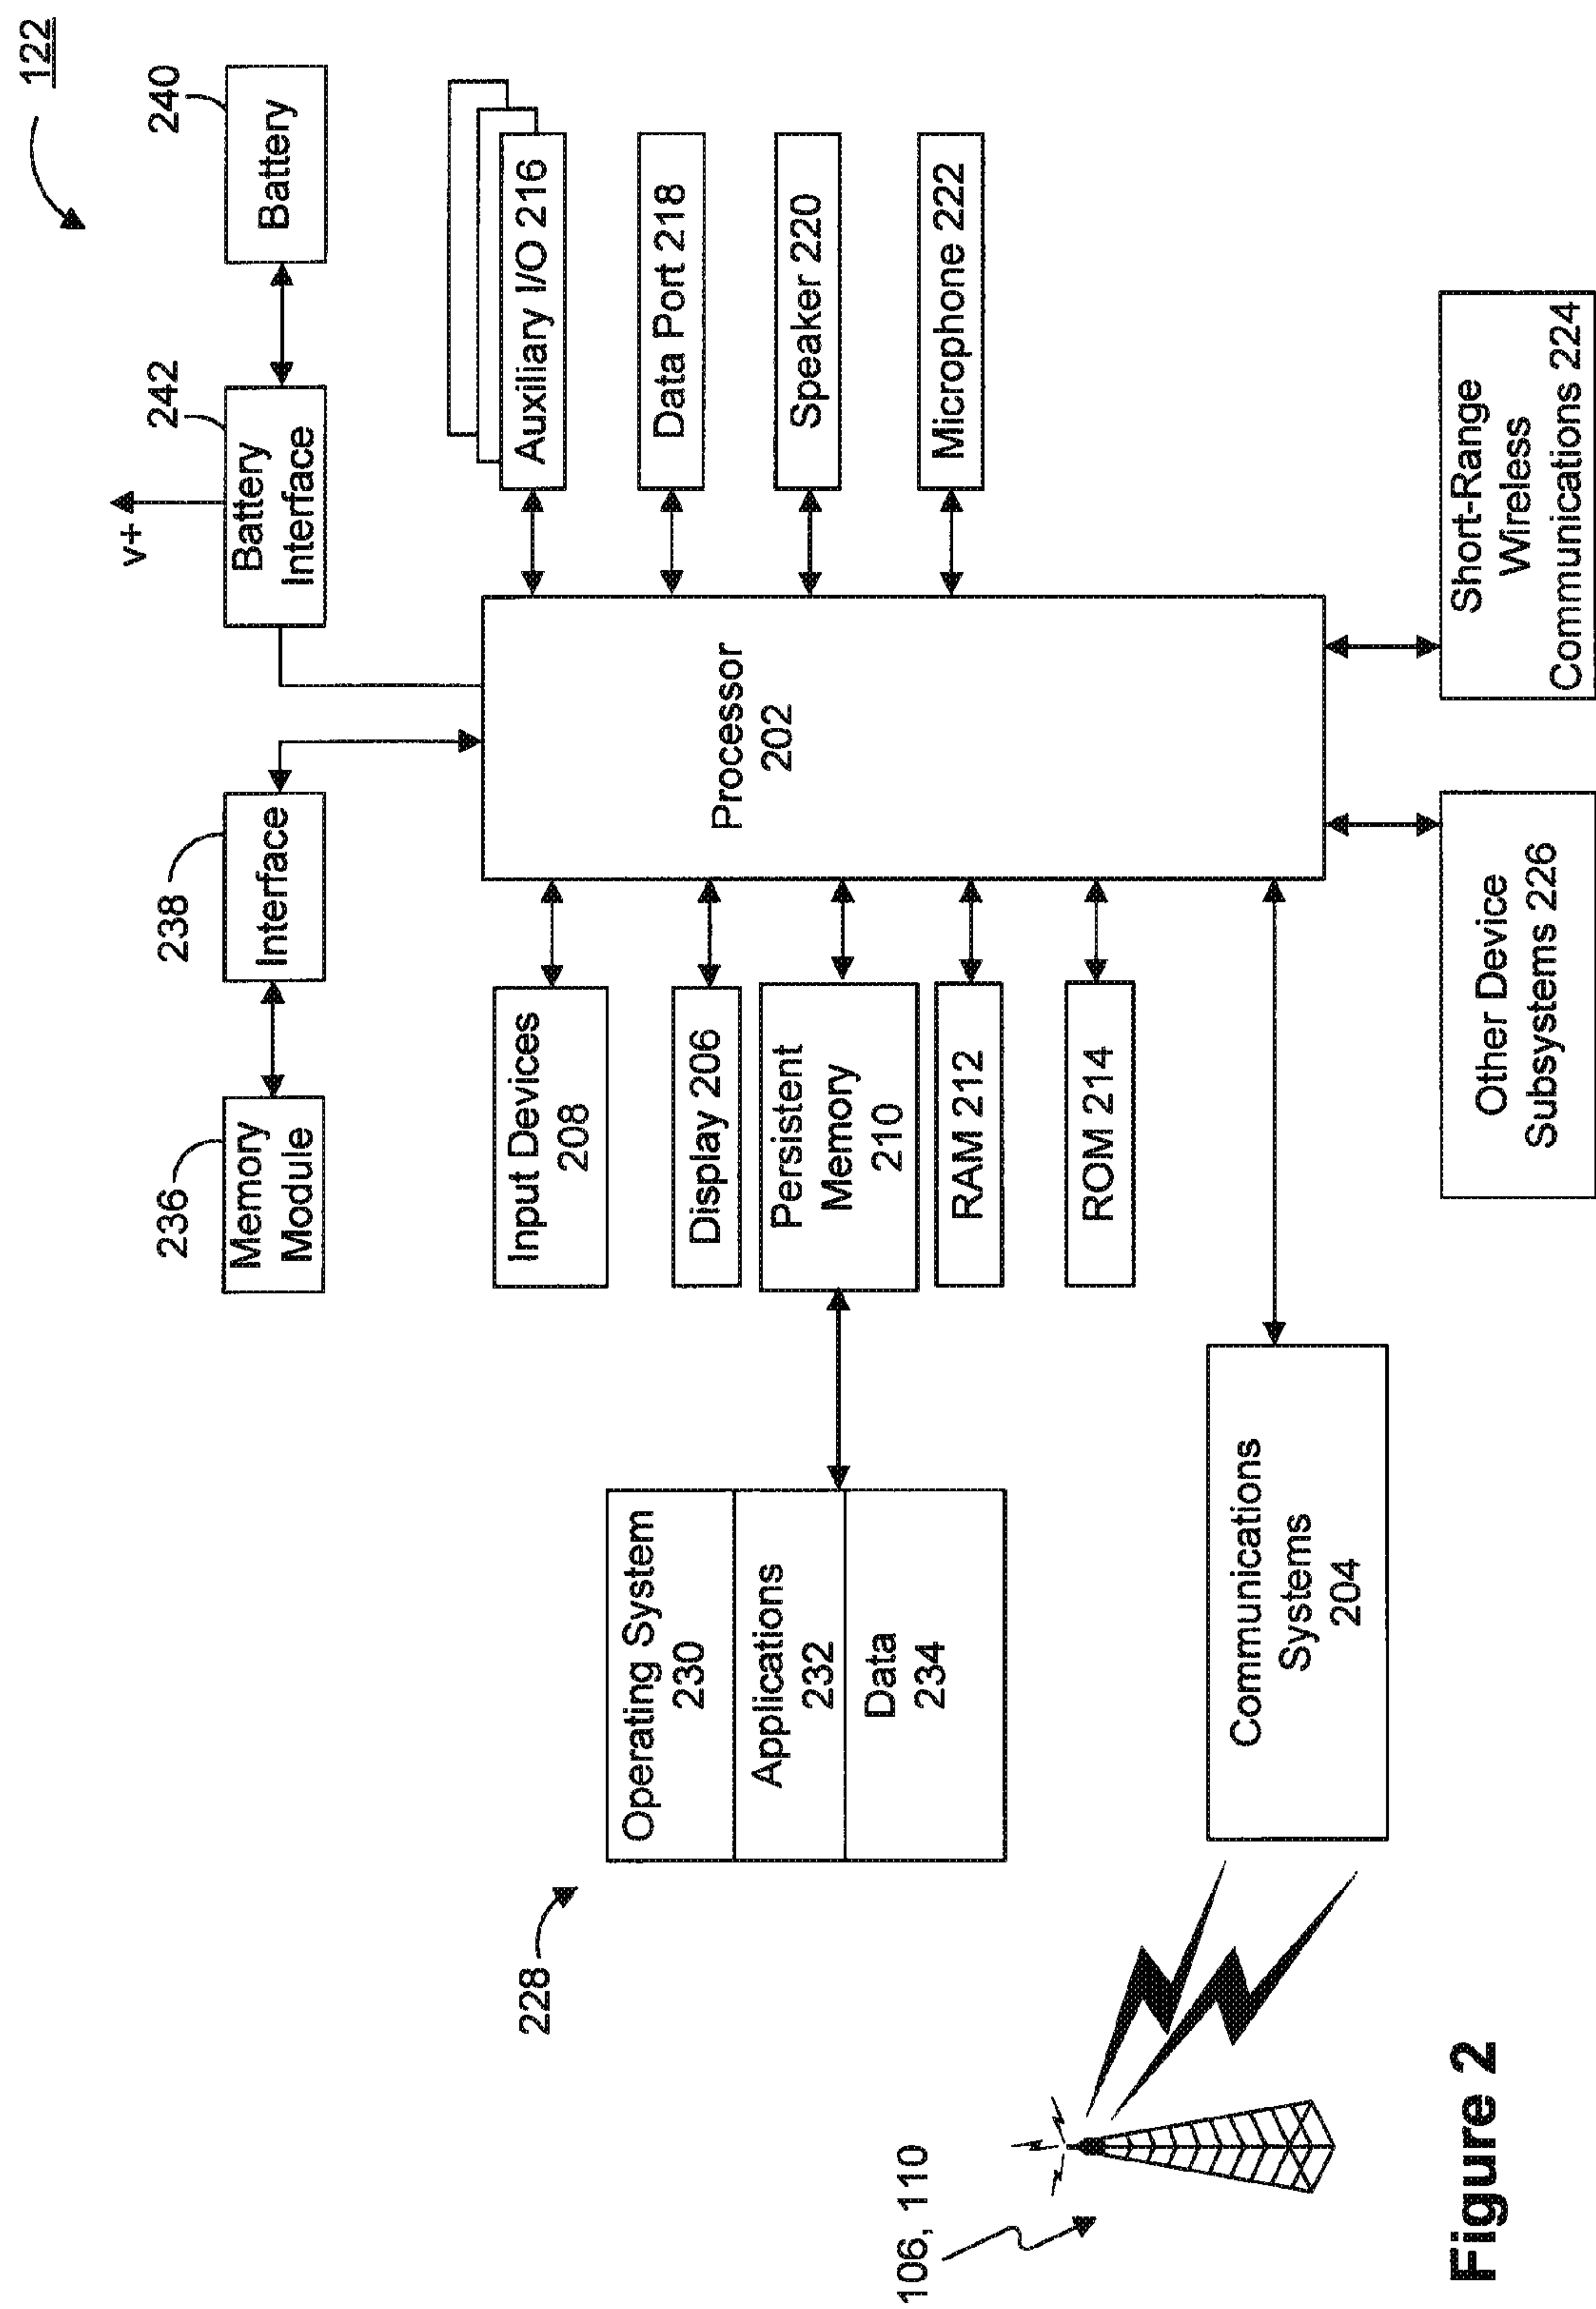 122
236
Memory
Module
238
Interface
242
Battery
Interface
v+
240
Battery
Input Devices
208
Display 206
Persistent
Memory
210
RAM 212
ROM 214
Processor
202
Auxiliary I/O 216
Data Port 218
Speaker 220
Microphone 222
228
Operating System
230
Applications
232
Data
234
106, 110
Communications
Systems
204
Other Device
Subsystems 226
Short-Range
Wireless
Communications 224
Figure 2